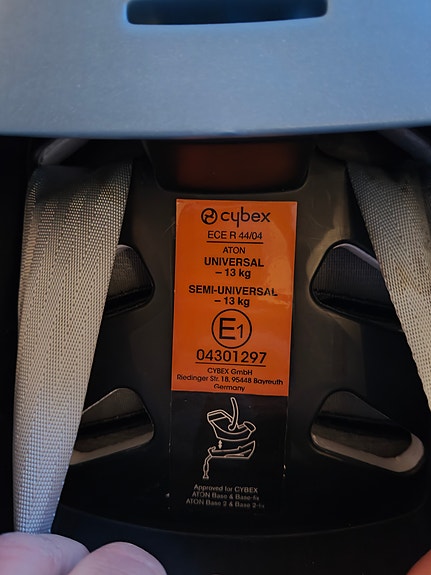 cybex
ECE R 44/04
ATON
UNIVERSAL
– 13 kg
SEMI-UNIVERSAL
– 13 kg
E1
04301297
CYBEX GmbH
Riedinger Str. 18, 95448 Bayreuth
Germany
Approved for CYBEX
ATON Base & Base-fix
ATON Base 2 & Base 2-fix